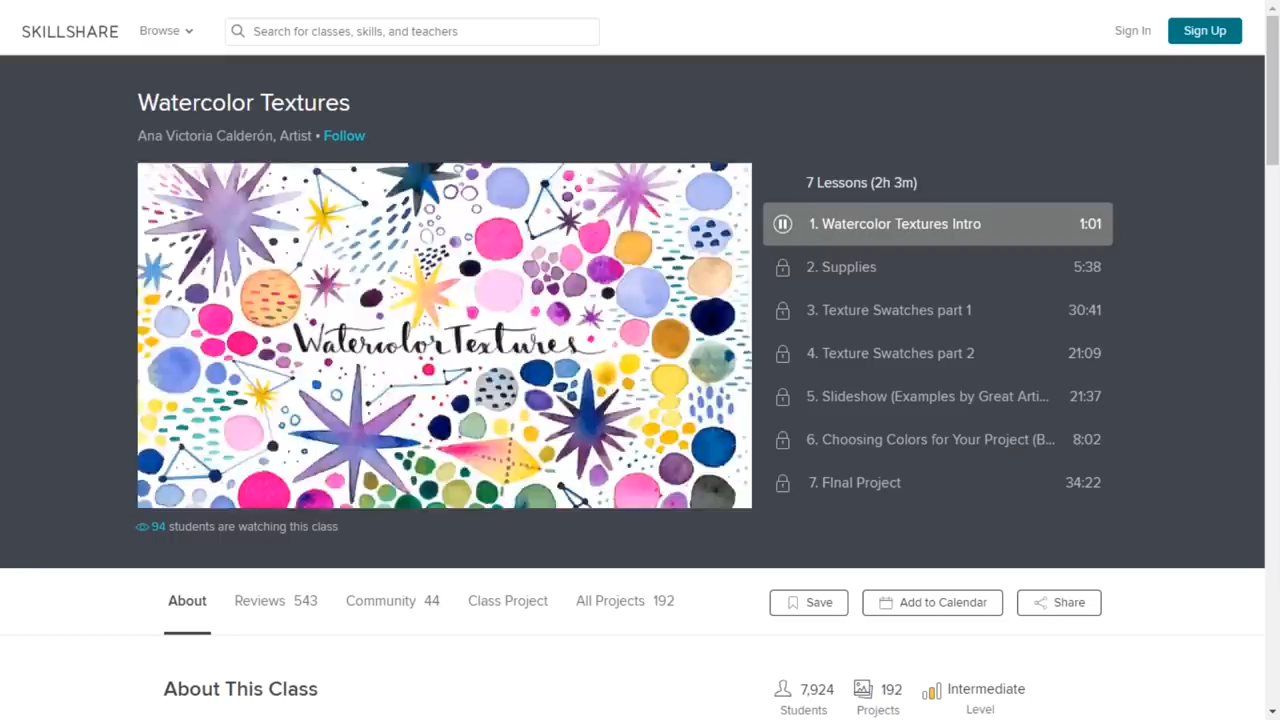 SKILLSHARE
Browse
Search for classes, skills, and teachers
Sign In
Sign Up
Watercolor Textures
Ana Victoria Calderón, Artist • Follow
Watercolor Textures
7 Lessons (2h 3m)
1. Watercolor Textures Intro 1:01
2. Supplies 5:38
3. Texture Swatches part 1 30:41
4. Texture Swatches part 2 21:09
5. Slideshow (Examples by Great Arti... 21:37
6. Choosing Colors for Your Project (B... 8:02
7. FInal Project 34:22
94 students are watching this class
About
Reviews 543
Community 44
Class Project
All Projects 192
Save
Add to Calendar
Share
About This Class
7,924
Students
192
Projects
Intermediate
Level